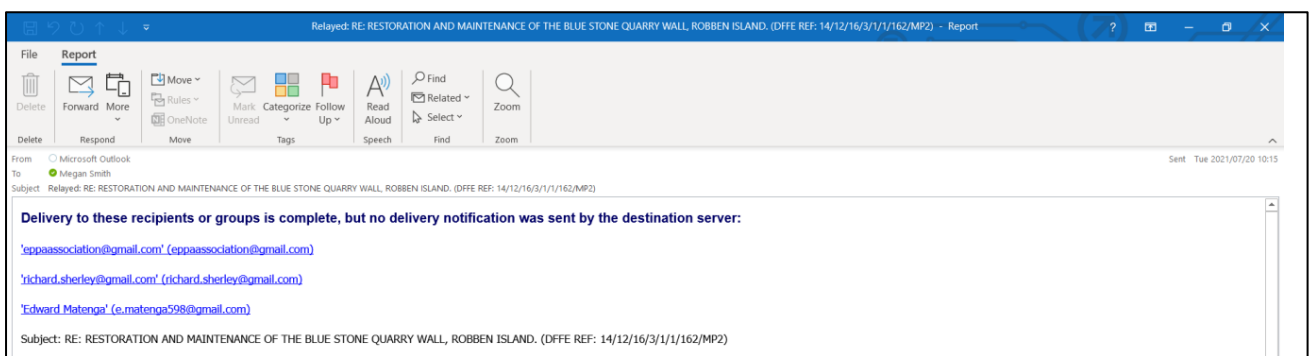 Relayed: RE: RESTORATION AND MAINTENANCE OF THE BLUE STONE QUARRY WALL, ROBBEN ISLAND. (DFFE REF: 14/12/16/3/1/1/162/MP2) - Report
File Report
Delete
Forward
More
Move
Rules
OneNote
Mark Unread
Categorize
Follow Up
Read Aloud
Find
Related
Select
Zoom
Delete Respond Move Tags Speech Find Zoom
From Microsoft Outlook
Sent Tue 2021/07/20 10:15
To Megan Smith
Subject Relayed: RE: RESTORATION AND MAINTENANCE OF THE BLUE STONE QUARRY WALL, ROBBEN ISLAND. (DFFE REF: 14/12/16/3/1/1/162/MP2)
Delivery to these recipients or groups is complete, but no delivery notification was sent by the destination server:
'eppaassociation@gmail.com' (eppaassociation@gmail.com)
'richard.sherley@gmail.com' (richard.sherley@gmail.com)
'Edward Matenga' (e.matenga598@gmail.com)
Subject: RE: RESTORATION AND MAINTENANCE OF THE BLUE STONE QUARRY WALL, ROBBEN ISLAND. (DFFE REF: 14/12/16/3/1/1/162/MP2)